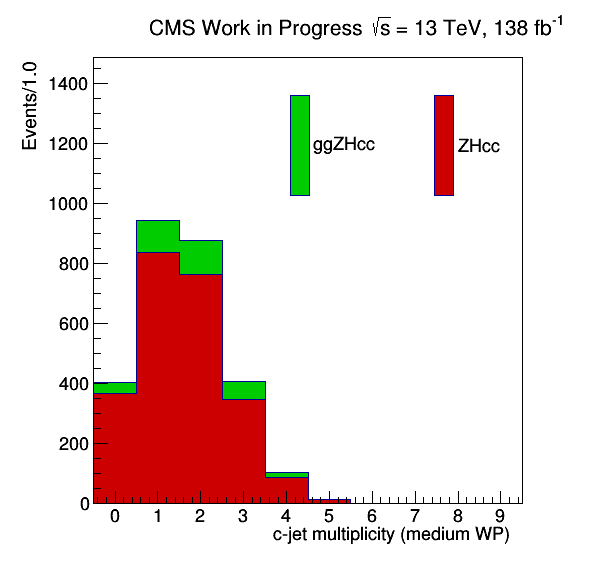 CMS Work in Progress √s = 13 TeV, 138 fb⁻¹
Events/1.0
1400
1200
1000
800
600
400
200
0
ggZHcc
ZHcc
0 1 2 3 4 5 6 7 8 9
c-jet multiplicity (medium WP)